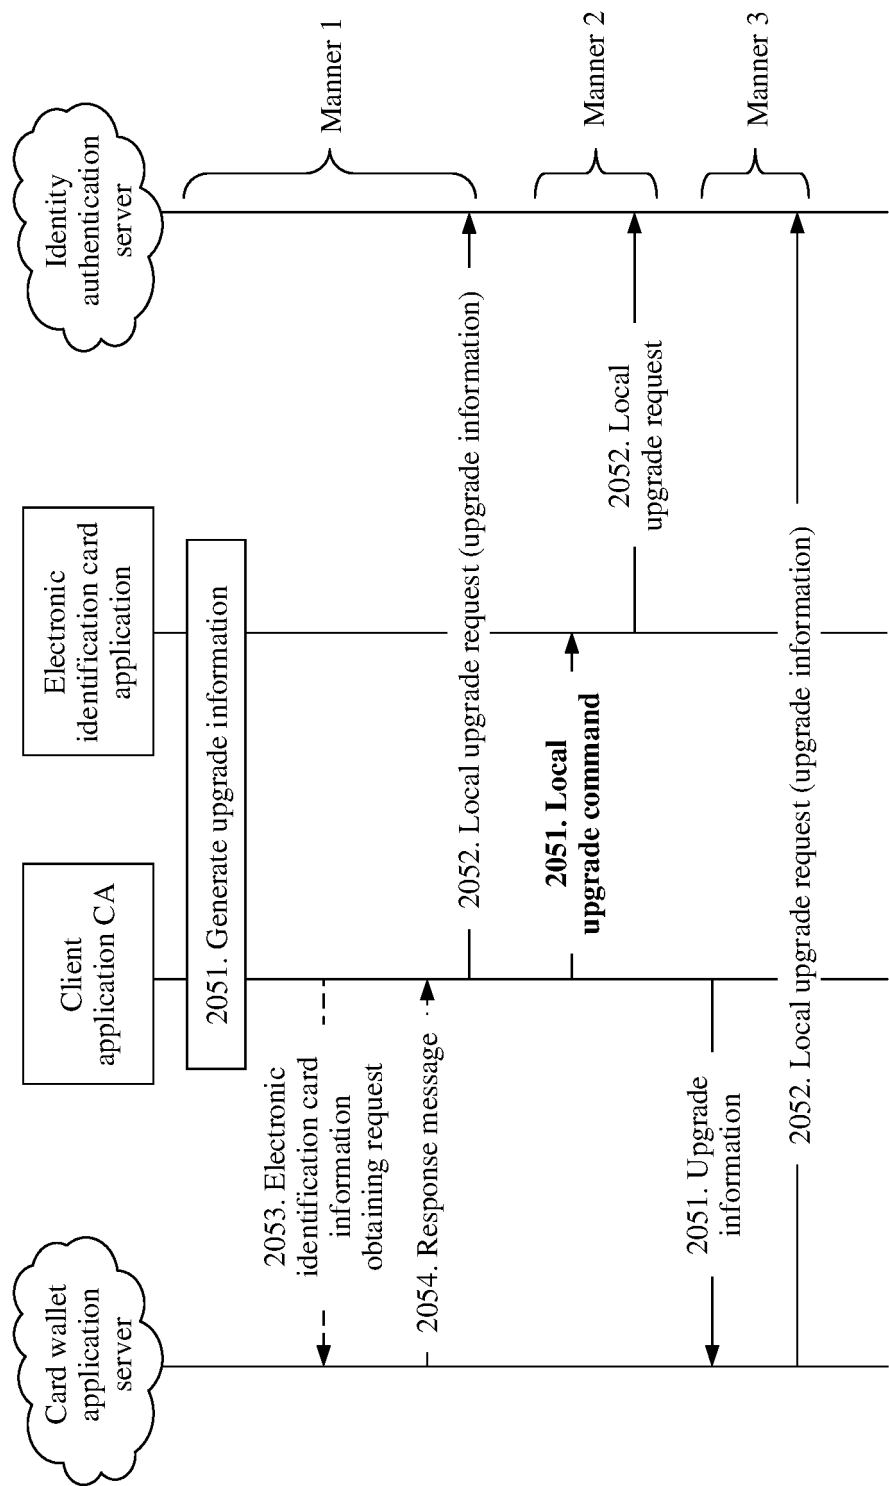 Card wallet
application
server
Client
application CA
Electronic
identification card
application
Identity
authentication
server
2051. Generate upgrade information
2053. Electronic
identification card
information
obtaining request
2054. Response message
2052. Local upgrade request (upgrade information)
Manner 1
2051. Local
upgrade command
2052. Local
upgrade request
Manner 2
2051. Upgrade
information
2052. Local upgrade request (upgrade information)
Manner 3